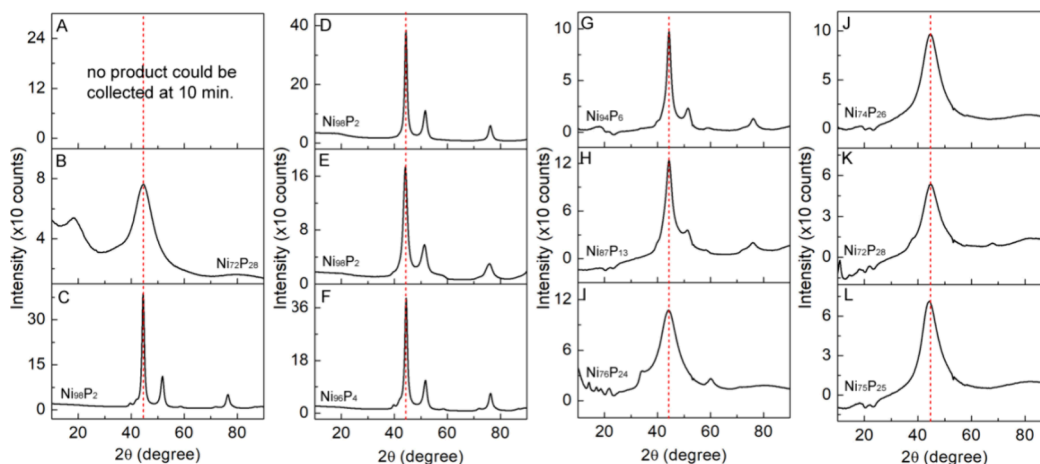 A
no product could be
collected at 10 min.
24
16
8
0
B
8
4
Ni72P28
C
30
15
0
Ni98P2
20 40 60 80
2θ (degree)
Intensity (x10 counts)
D
40
20
0
Ni98P2
E
16
8
0
Ni98P2
F
36
18
0
Ni96P4
20 40 60 80
2θ (degree)
Intensity (x10 counts)
G
10
5
0
Ni94P6
H
12
6
0
Ni87P13
I
12
6
0
Ni76P24
20 40 60 80
2θ (degree)
Intensity (x10 counts)
J
10
5
0
Ni74P26
K
6
3
0
Ni72P28
L
6
3
0
Ni75P25
20 40 60 80
2θ (degree)
Intensity (x10 counts)